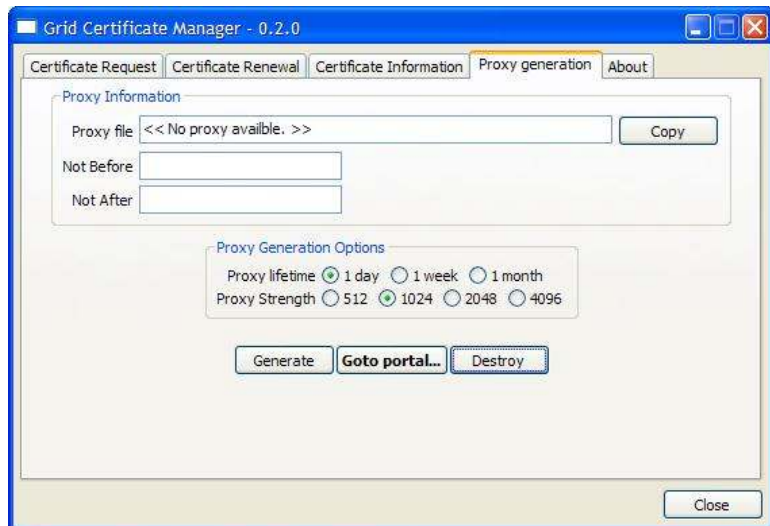 Grid Certificate Manager - 0.2.0
Certificate Request Certificate Renewal Certificate Information Proxy generation About
Proxy Information
Proxy file << No proxy availble. >> Copy
Not Before
Not After
Proxy Generation Options
Proxy lifetime 1 day 1 week 1 month
Proxy Strength 512 1024 2048 4096
Generate Goto portal... Destroy
Close